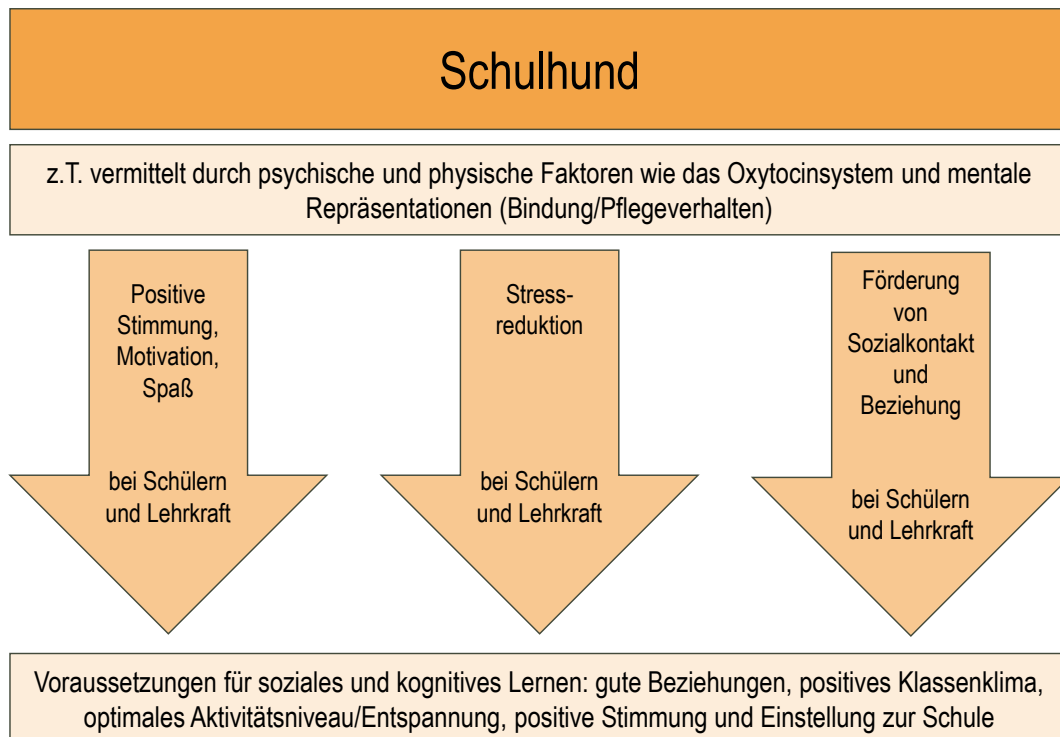 Schulhund
z.T. vermittelt durch psychische und physische Faktoren wie das Oxytocinsystem und mentale
Repräsentationen (Bindung/Pflegeverhalten)
Positive
Stimmung,
Motivation,
Spaß
bei Schülern
und Lehrkraft
Stress-
reduktion
bei Schülern
und Lehrkraft
Förderung
von
Sozialkontakt
und
Beziehung
bei Schülern
und Lehrkraft
Voraussetzungen für soziales und kognitives Lernen: gute Beziehungen, positives Klassenklima,
optimales Aktivitätsniveau/Entspannung, positive Stimmung und Einstellung zur Schule